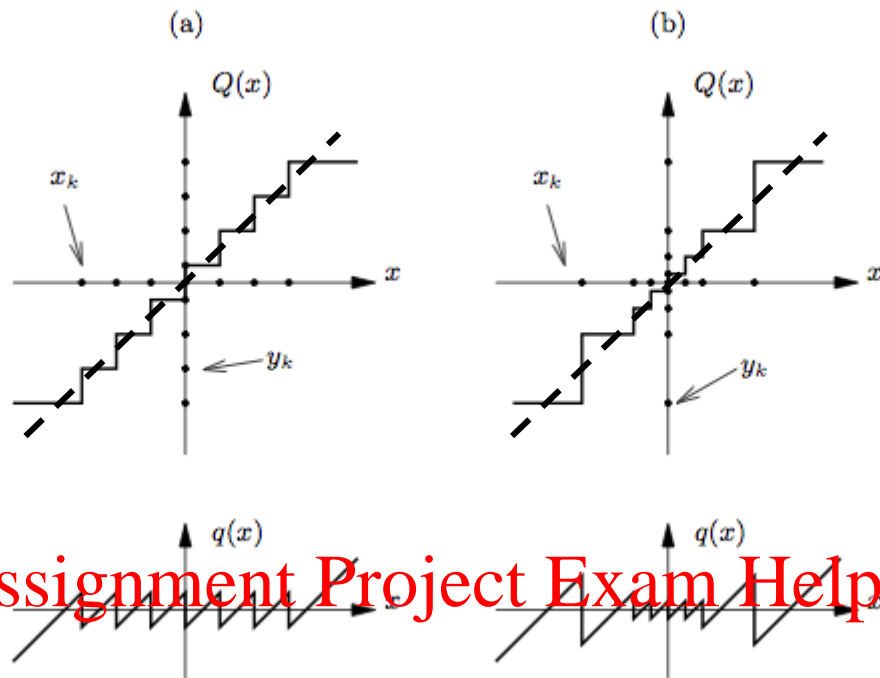 (a) (b)
Q(x) Q(x)
x_k x_k
x x
y_k y_k
q(x) q(x)
ssignment Project Exam Help
x x